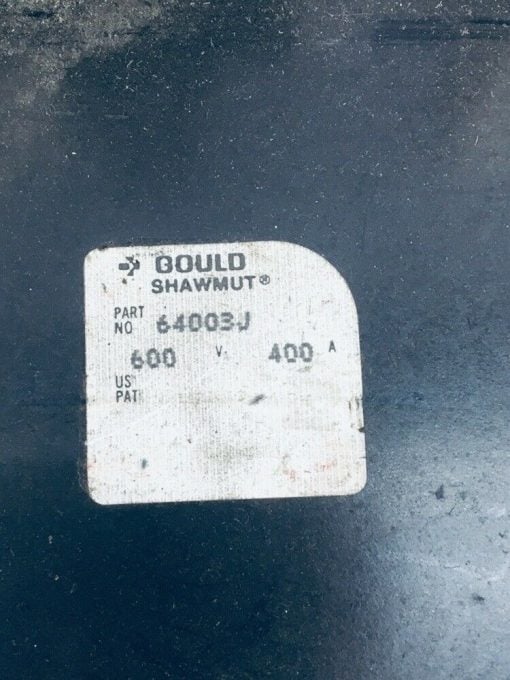 GOULD
SHAWMUT®
PART
NO 64003J
600 V. 400 A
US
PAT